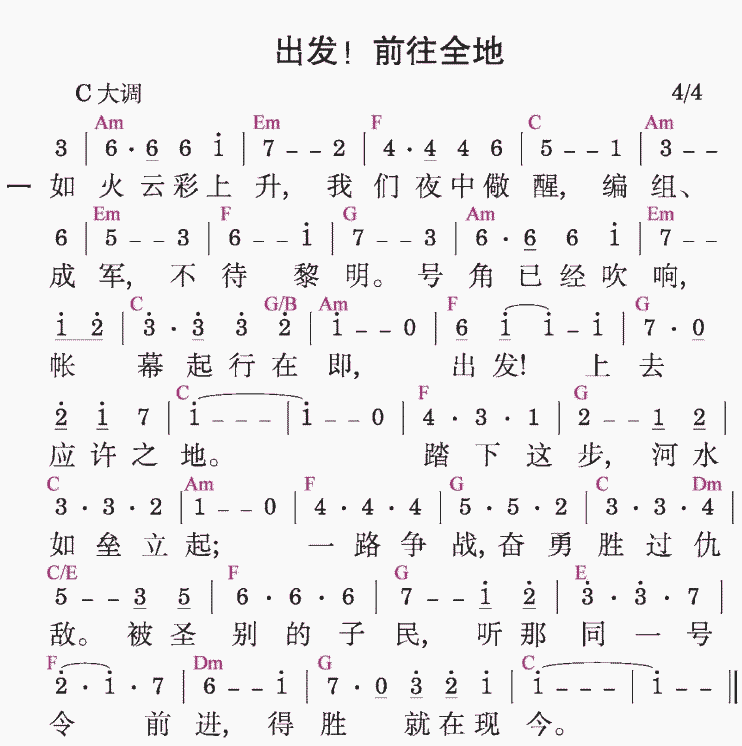 出发！前往全地
C 大调 4/4
Am Em F C Am
3 | 6 · 6 6 i | 7 - - 2 | 4 · 4 4 6 | 5 - - 1 | 3 - -
一 如 火 云 彩 上 升, 我 们 夜 中 儆 醒, 编 组、
Em F G Am Em
6 | 5 - - 3 | 6 - - i | 7 - - 3 | 6 · 6 6 i | 7 - -
成 军, 不 待 黎 明。 号 角 已 经 吹 响,
C G/B Am F G
i 2̇ | 3̇ · 3̇ 3̇ 2̇ | i - - 0 | 6 i i - i | 7 · 0
帐 幕 起 行 在 即, 出 发! 上 去
C F G
2̇ i 7 | i - - - | i - - 0 | 4 · 3 · 1 | 2 - - 1 2 |
应 许 之 地。 踏 下 这 步, 河 水
C Am F G C Dm
3 · 3 · 2 | 1 - - 0 | 4 · 4 · 4 | 5 · 5 · 2 | 3 · 3 · 4 |
如 垒 立 起; 一 路 争 战, 奋 勇 胜 过 仇
C/E F G E
5 - - 3 5 | 6 · 6 · 6 | 7 - - i 2̇ | 3̇ · 3̇ · 7 |
敌。 被 圣 别 的 子 民, 听 那 同 一 号
F Dm G C
2̇ · i · 7 | 6 - - i | 7 · 0 3̇ 2̇ i | i - - - | i - - ‖
令 前 进, 得 胜 就 在 现 今。